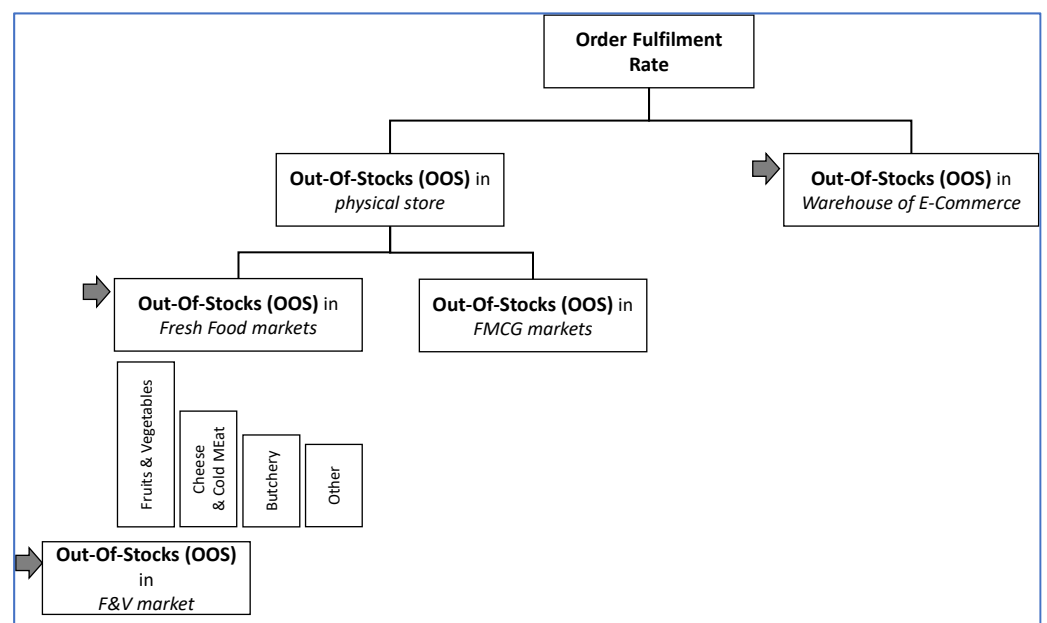 Order Fulfilment
Rate
Out-Of-Stocks (OOS) in
physical store
Out-Of-Stocks (OOS) in
Warehouse of E-Commerce
Out-Of-Stocks (OOS) in
Fresh Food markets
Out-Of-Stocks (OOS) in
FMCG markets
Fruits & Vegetables
Cheese
& Cold MEat
Butchery
Other
Out-Of-Stocks (OOS)
in
F&V market